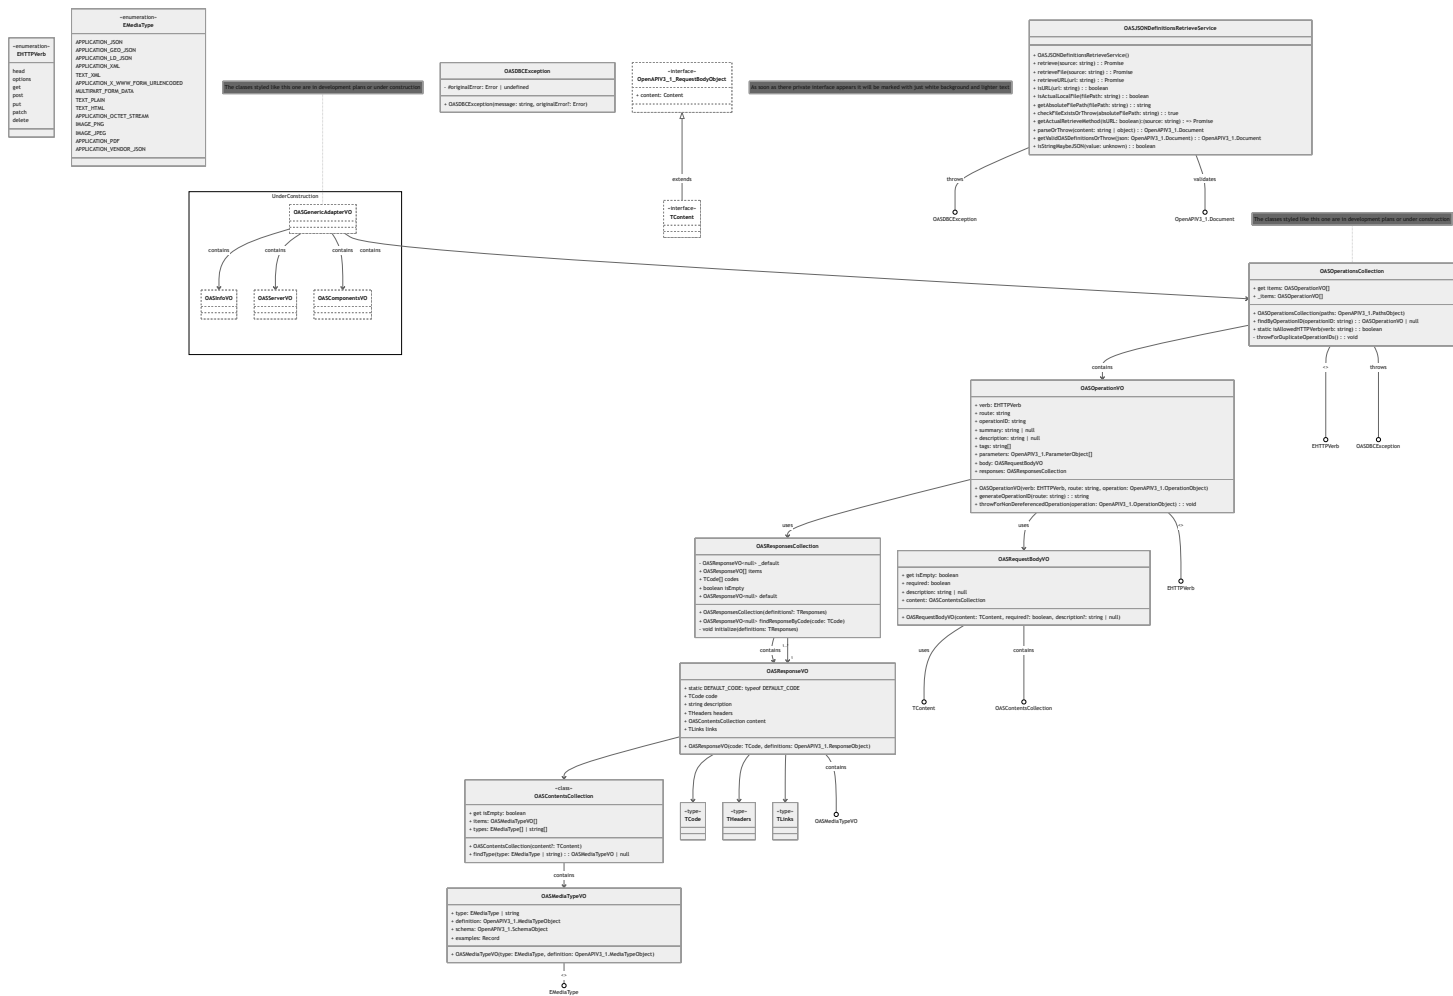 «enumeration»
EHTTPVerb
head
options
get
post
put
patch
delete
«enumeration»
EMediaType
APPLICATION_JSON
APPLICATION_GEO_JSON
APPLICATION_LD_JSON
APPLICATION_XML
TEXT_XML
APPLICATION_X_WWW_FORM_URLENCODED
MULTIPART_FORM_DATA
TEXT_PLAIN
TEXT_HTML
APPLICATION_OCTET_STREAM
IMAGE_PNG
IMAGE_JPEG
APPLICATION_PDF
APPLICATION_VENDOR_JSON
The classes styled like this one are in development plans or under construction
OASDBCException
- #originalError: Error | undefined
+ OASDBCException(message: string, originalError?: Error)
«interface»
OpenAPIV3_1_RequestBodyObject
+ content: Content
As soon as there private interface appears it will be marked with just white background and lighter text
OASJSONDefinitionsRetrieveService
+ OASJSONDefinitionsRetrieveService()
+ retrieve(source: string) : : Promise
+ retrieveFile(source: string) : : Promise
+ retrieveURL(url: string) : : Promise
+ isURL(url: string) : : boolean
+ isActualLocalFile(filePath: string) : : boolean
+ getAbsoluteFilePath(filePath: string) : : string
+ checkFileExistsOrThrow(absoluteFilePath: string) : : true
+ getActualRetrieveMethod(isURL: boolean):(source: string) : => Promise
+ parseOrThrow(content: string | object) : : OpenAPIV3_1.Document
+ getValidOASDefinitionsOrThrow(json: OpenAPIV3_1.Document) : : OpenAPIV3_1.Document
+ isStringMaybeJSON(value: unknown) : : boolean
extends
«interface»
TContent
throws
OASDBCException
validates
OpenAPIV3_1.Document
UnderConstruction
OASGenericAdapterVO
contains
contains
contains
contains
OASInfoVO
OASServerVO
OASComponentsVO
The classes styled like this one are in development plans or under construction
OASOperationsCollection
+ get items: OASOperationVO[]
+ _items: OASOperationVO[]
+ OASOperationsCollection(paths: OpenAPIV3_1.PathsObject)
+ findByOperationID(operationID: string) : : OASOperationVO | null
+ static isAllowedHTTPVerb(verb: string) : : boolean
- throwForDuplicateOperationIDs() : : void
contains
<>
EHTTPVerb
throws
OASDBCException
OASOperationVO
+ verb: EHTTPVerb
+ route: string
+ operationID: string
+ summary: string | null
+ description: string | null
+ tags: string[]
+ parameters: OpenAPIV3_1.ParameterObject[]
+ body: OASRequestBodyVO
+ responses: OASResponsesCollection
+ OASOperationVO(verb: EHTTPVerb, route: string, operation: OpenAPIV3_1.OperationObject)
+ generateOperationID(route: string) : : string
+ throwForNonDereferencedOperation(operation: OpenAPIV3_1.OperationObject) : : void
uses
uses
<>
EHTTPVerb
OASResponsesCollection
- OASResponseVO<null> _default
+ OASResponseVO[] items
+ TCode[] codes
+ boolean isEmpty
+ OASResponseVO<null> default
+ OASResponsesCollection(definitions?: TResponses)
+ OASResponseVO<null> findResponseByCode(code: TCode)
- void initialize(definitions: TResponses)
OASRequestBodyVO
+ get isEmpty: boolean
+ required: boolean
+ description: string | null
+ content: OASContentsCollection
+ OASRequestBodyVO(content: TContent, required?: boolean, description?: string | null)
contains
uses
TContent
contains
OASContentsCollection
OASResponseVO
+ static DEFAULT_CODE: typeof DEFAULT_CODE
+ TCode code
+ string description
+ THeaders headers
+ OASContentsCollection content
+ TLinks links
+ OASResponseVO(code: TCode, definitions: OpenAPIV3_1.ResponseObject)
contains
«class»
OASContentsCollection
+ get isEmpty: boolean
+ items: OASMediaTypeVO[]
+ types: EMediaType[] | string[]
+ OASContentsCollection(content?: TContent)
+ findType(type: EMediaType | string) : : OASMediaTypeVO | null
«type»
TCode
«type»
THeaders
«type»
TLinks
OASMediaTypeVO
contains
OASMediaTypeVO
+ type: EMediaType | string
+ definition: OpenAPIV3_1.MediaTypeObject
+ schema: OpenAPIV3_1.SchemaObject
+ examples: Record
+ OASMediaTypeVO(type: EMediaType, definition: OpenAPIV3_1.MediaTypeObject)
<>
EMediaType